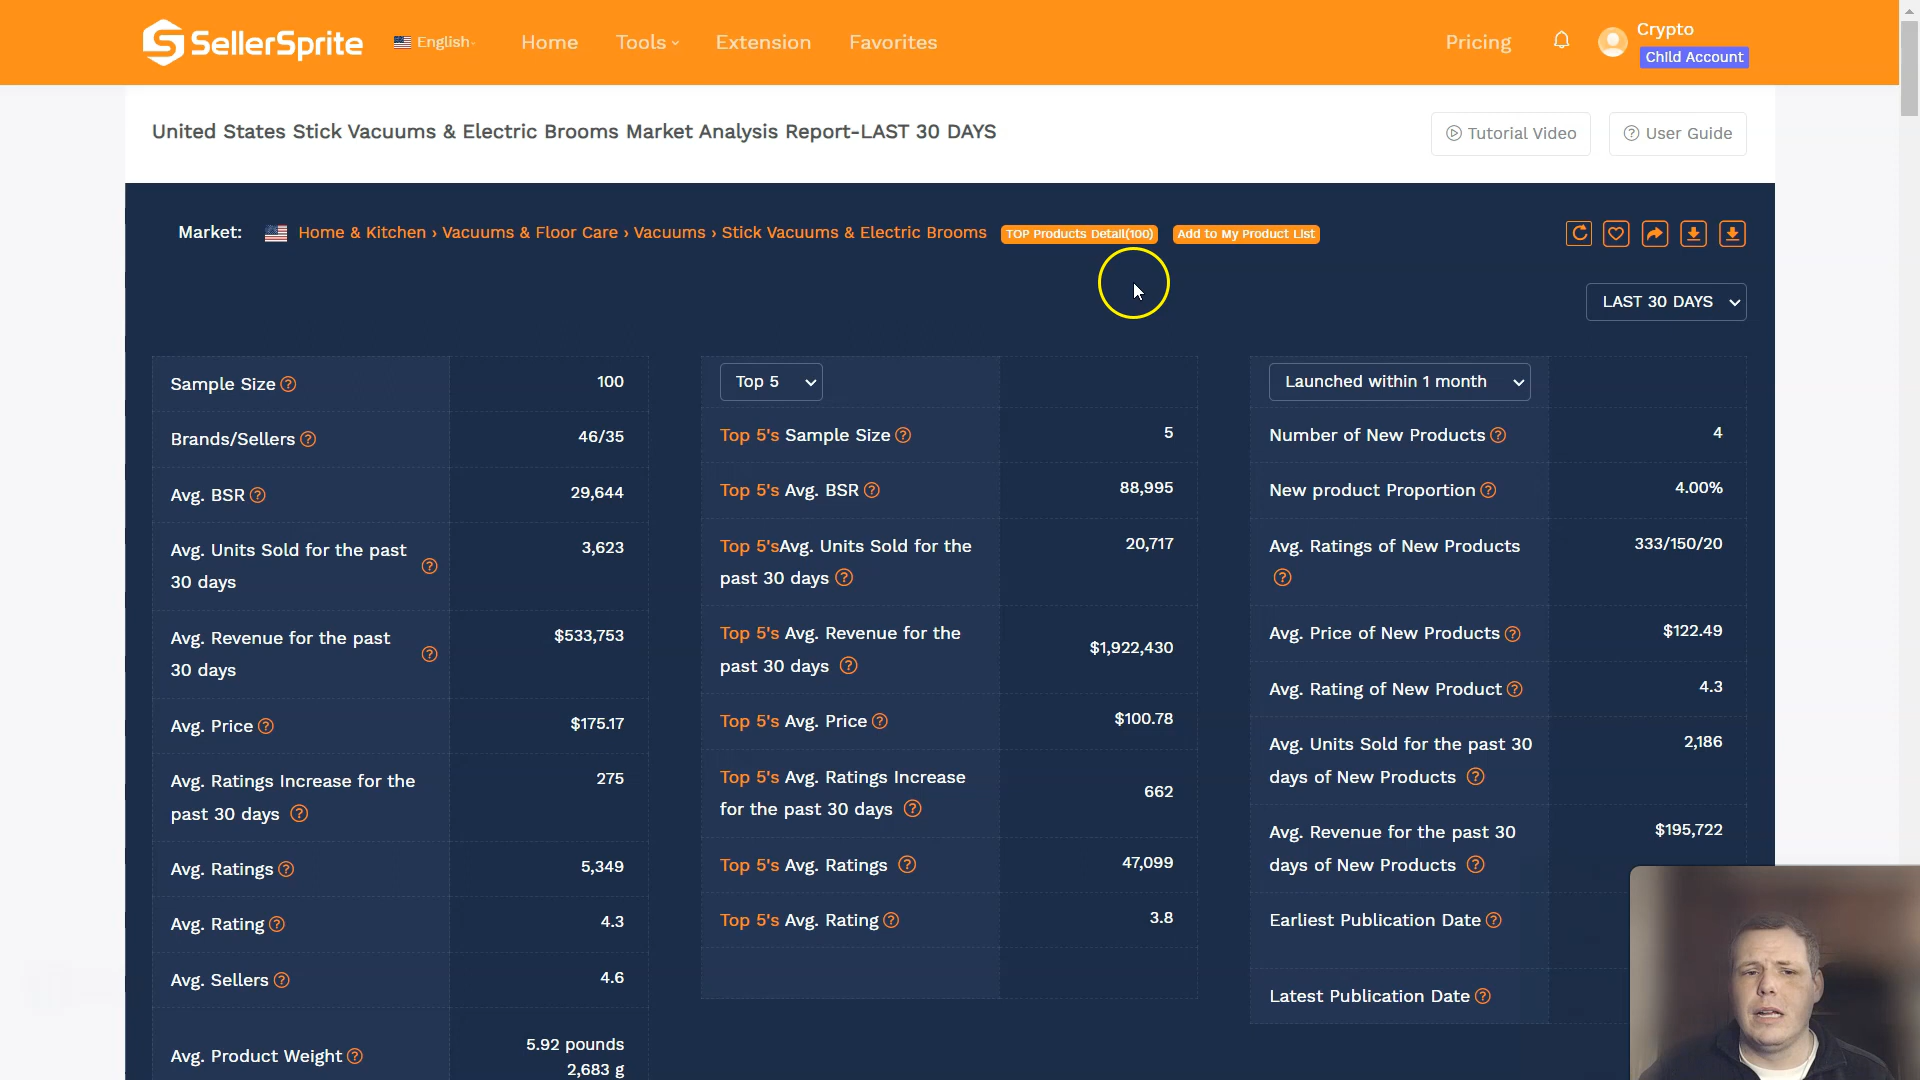 SellerSprite
English
Home
Tools
Extension
Favorites
Pricing
Crypto
Child Account
United States Stick Vacuums & Electric Brooms Market Analysis Report-LAST 30 DAYS
Tutorial Video
User Guide
Market:
Home & Kitchen › Vacuums & Floor Care › Vacuums › Stick Vacuums & Electric Brooms
TOP Products Detail(100)
Add to My Product List
LAST 30 DAYS
Sample Size ? 100
Brands/Sellers ? 46/35
Avg. BSR ? 29,644
Avg. Units Sold for the past
30 days ? 3,623
Avg. Revenue for the past
30 days ? $533,753
Avg. Price ? $175.17
Avg. Ratings Increase for the
past 30 days ? 275
Avg. Ratings ? 5,349
Avg. Rating ? 4.3
Avg. Sellers ? 4.6
Avg. Product Weight ? 5.92 pounds
2,683 g
Top 5
Top 5's Sample Size ? 5
Top 5's Avg. BSR ? 88,995
Top 5'sAvg. Units Sold for the
past 30 days ? 20,717
Top 5's Avg. Revenue for the
past 30 days ? $1,922,430
Top 5's Avg. Price ? $100.78
Top 5's Avg. Ratings Increase
for the past 30 days ? 662
Top 5's Avg. Ratings ? 47,099
Top 5's Avg. Rating ? 3.8
Launched within 1 month
Number of New Products ? 4
New product Proportion ? 4.00%
Avg. Ratings of New Products 333/150/20
?
Avg. Price of New Products ? $122.49
Avg. Rating of New Product ? 4.3
Avg. Units Sold for the past 30
days of New Products ? 2,186
Avg. Revenue for the past 30
days of New Products ? $195,722
Earliest Publication Date ?
Latest Publication Date ?